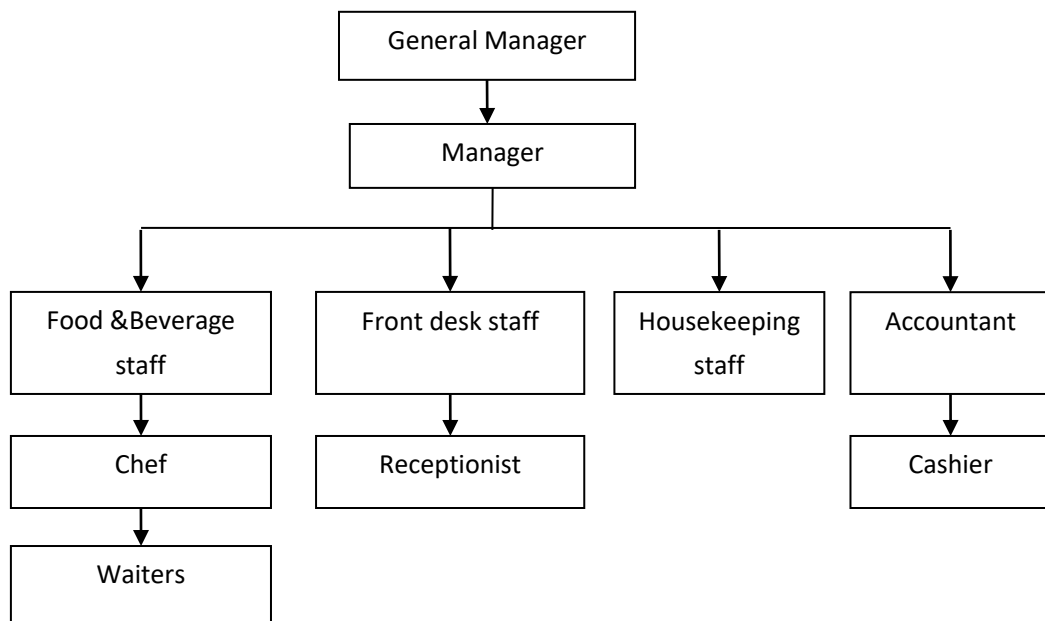 General Manager
Manager
Food &Beverage
staff
Front desk staff
Housekeeping
staff
Accountant
Chef
Receptionist
Cashier
Waiters